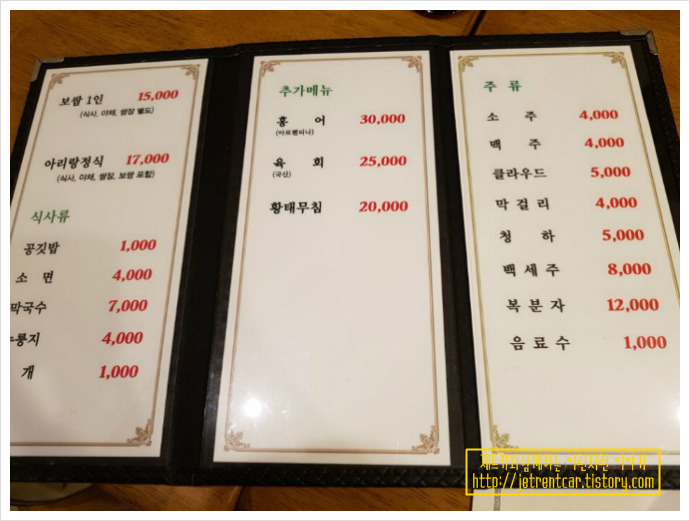 보쌈 1인 15,000
(식사, 야채, 쌈장 별도)
아리랑정식 17,000
(식사, 야채, 쌈장, 보쌈 포함)
식사류
공깃밥 1,000
소 면 4,000
막국수 7,000
누룽지 4,000
개 1,000
추가메뉴
홍 어 30,000
(아르헨티나)
육 회 25,000
(국산)
황태무침 20,000
주 류
소 주 4,000
맥 주 4,000
클라우드 5,000
막 걸 리 4,000
청 하 5,000
백 세 주 8,000
복 분 자 12,000
음 료 수 1,000
http://jetrentcar.tistory.com